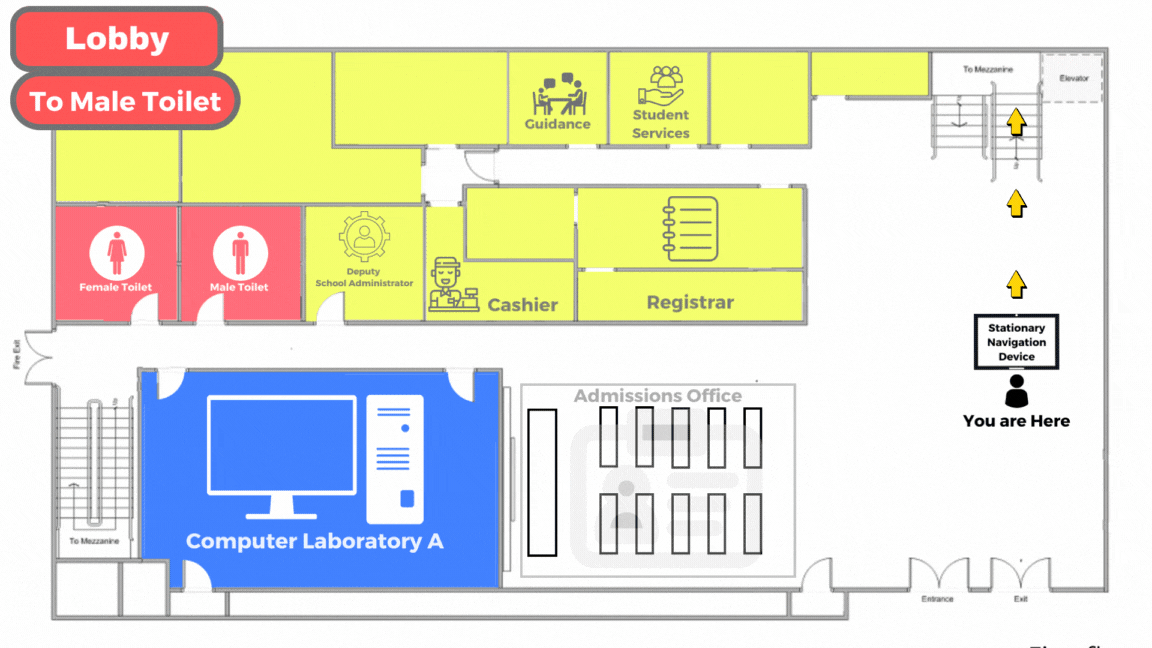 Lobby
To Male Toilet
Guidance
Student
Services
To Mezzanine
Elevator
Female Toilet
Male Toilet
Deputy
School Administrator
Cashier
Registrar
Stationary
Navigation
Device
You are Here
Fire Exit
Admissions Office
Computer Laboratory A
To Mezzanine
Entrance
Exit